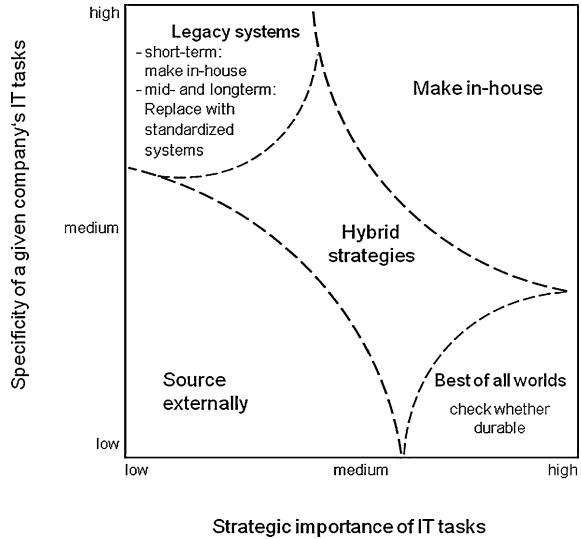 high
Legacy systems
- short-term:
make in-house
- mid- and longterm:
Replace with
standardized
systems
Make in-house
Specificity of a given company's IT tasks
medium
Hybrid
strategies
Source
externally
Best of all worlds
check whether
durable
low
low
medium
high
Strategic importance of IT tasks